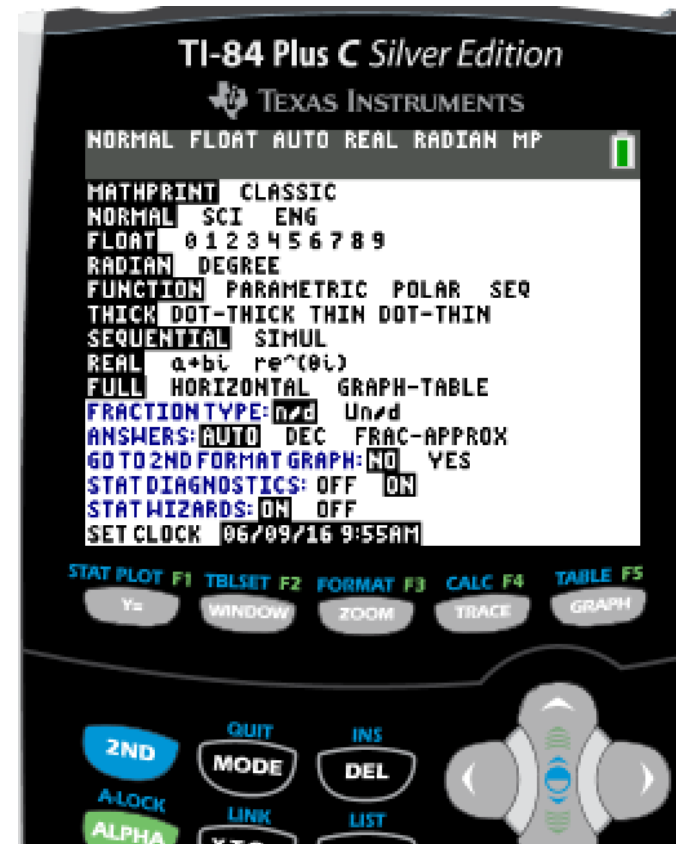 TI-84 Plus C Silver Edition
TEXAS INSTRUMENTS
NORMAL FLOAT AUTO REAL RADIAN MP
MATHPRINT CLASSIC
NORMAL SCI ENG
FLOAT 0 1 2 3 4 5 6 7 8 9
RADIAN DEGREE
FUNCTION PARAMETRIC POLAR SEQ
THICK DOT-THICK THIN DOT-THIN
SEQUENTIAL SIMUL
REAL a+bi re^(θi)
FULL HORIZONTAL GRAPH-TABLE
FRACTION TYPE: n/d Un/d
ANSWERS: AUTO DEC FRAC-APPROX
GO TO 2ND FORMAT GRAPH: NO YES
STAT DIAGNOSTICS: OFF ON
STAT WIZARDS: ON OFF
SET CLOCK 06/09/16 9:55AM
STAT PLOT F1 TBLSET F2 FORMAT F3 CALC F4 TABLE F5
Y= WINDOW ZOOM TRACE GRAPH
QUIT INS
2ND MODE DEL
A-LOCK LINK LIST
ALPHA